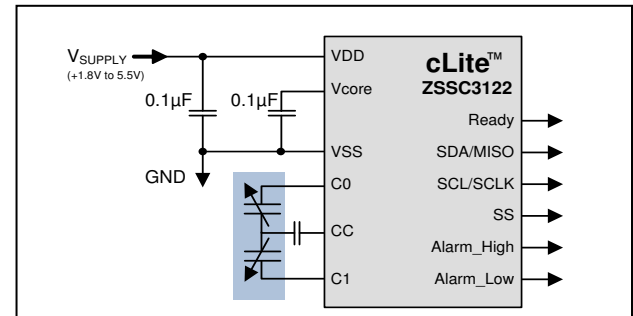 VSUPPLY
(+1.8V to 5.5V)
0.1µF
0.1µF
GND
VDD
Vcore
VSS
C0
CC
C1
cLite™
ZSSC3122
Ready
SDA/MISO
SCL/SCLK
SS
Alarm_High
Alarm_Low